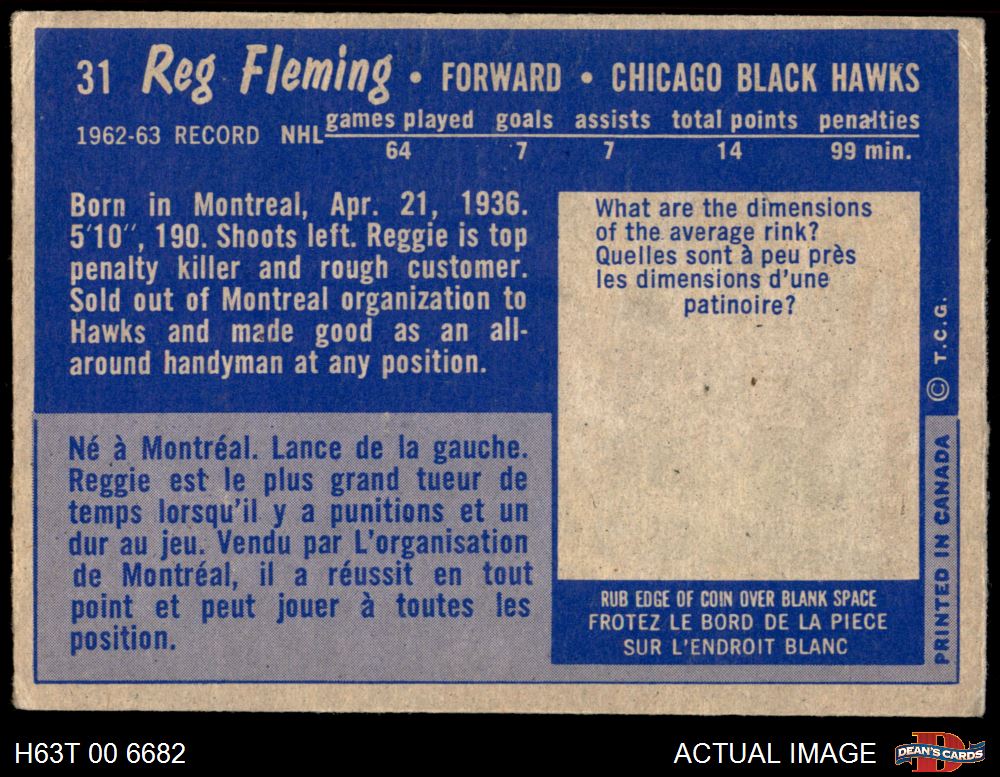 31 Reg Fleming • FORWARD • CHICAGO BLACK HAWKS
games played goals assists total points penalties
1962-63 RECORD NHL
64 7 7 14 99 min.
Born in Montreal, Apr. 21, 1936.
5'10", 190. Shoots left. Reggie is top
penalty killer and rough customer.
Sold out of Montreal organization to
Hawks and made good as an all-
around handyman at any position.
Né à Montréal. Lance de la gauche.
Reggie est le plus grand tueur de
temps lorsqu'il y a punitions et un
dur au jeu. Vendu par L'organisation
de Montréal, il a réussit en tout
point et peut jouer à toutes les
position.
What are the dimensions
of the average rink?
Quelles sont à peu près
les dimensions d'une
patinoire?
RUB EDGE OF COIN OVER BLANK SPACE
FROTEZ LE BORD DE LA PIECE
SUR L'ENDROIT BLANC
© T.C.G.
PRINTED IN CANADA
H63T 00 6682
ACTUAL IMAGE
D
DEAN'S CARDS